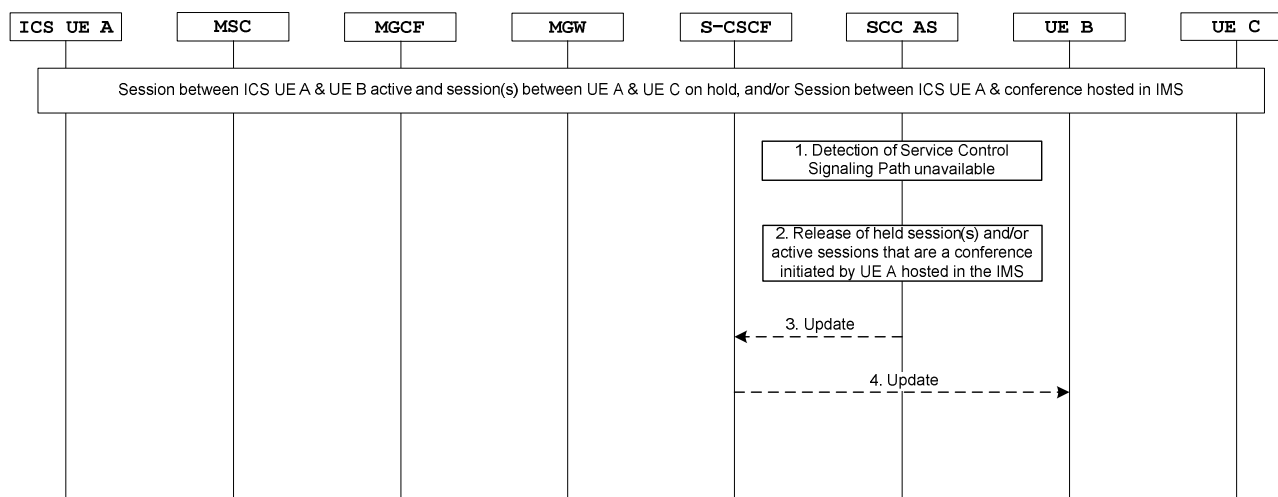 ICS UE A MSC MGCF MGW S-CSCF SCC AS UE B UE C
Session between ICS UE A & UE B active and session(s) between UE A & UE C on hold, and/or Session between ICS UE A & conference hosted in IMS
1. Detection of Service Control
Signaling Path unavailable
2. Release of held session(s) and/or
active sessions that are a conference
initiated by UE A hosted in the IMS
3. Update
4. Update